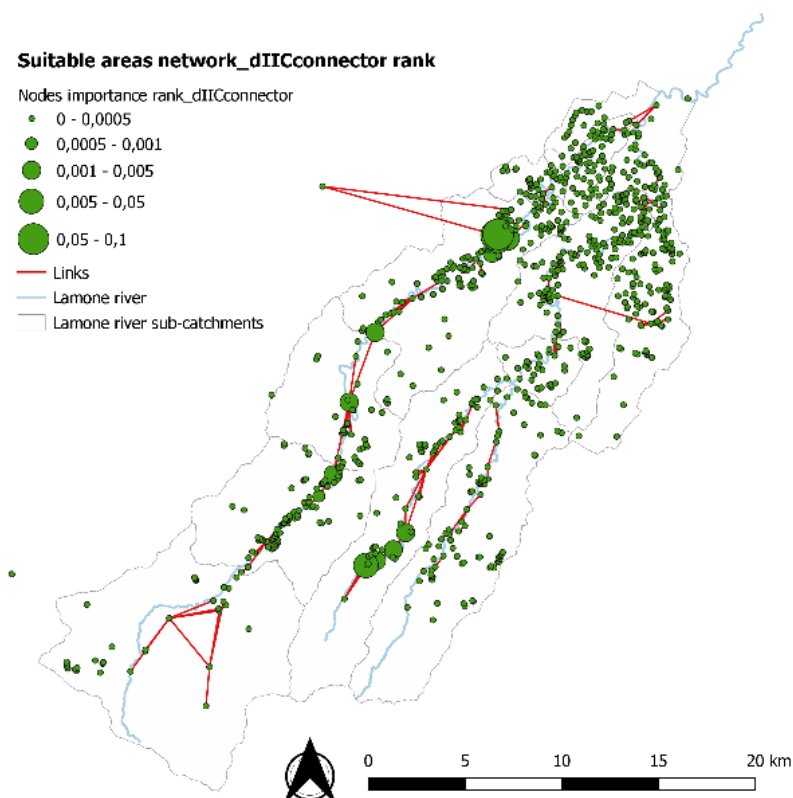 Suitable areas network_dIICconnector rank
Nodes importance rank_dIICconnector
0 - 0,0005
0,0005 - 0,001
0,001 - 0,005
0,005 - 0,05
0,05 - 0,1
Links
Lamone river
Lamone river sub-catchments
0 5 10 15 20 km